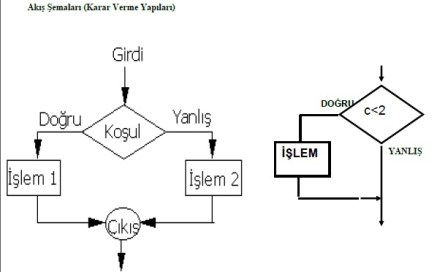 Akış Şemaları (Karar Verme Yapıları)
Girdi
Doğru
Koşul
Yanlış
İşlem 1
İşlem 2
Çıkış
DOĞRU
c<2
YANLIŞ
İŞLEM